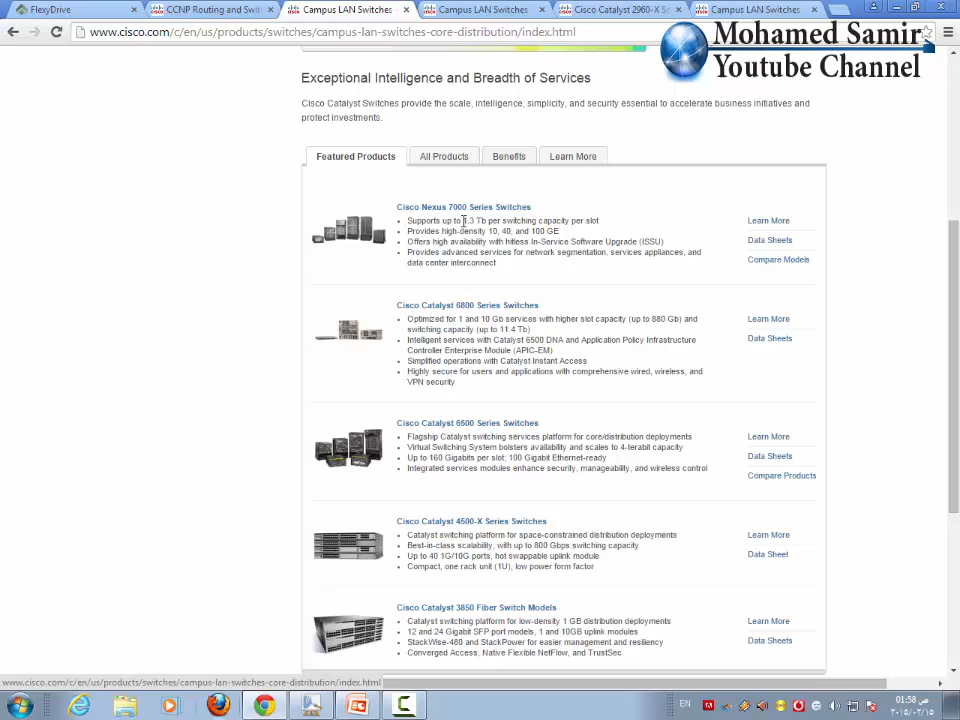 FlexyDrive
CCNP Routing and Swit
Campus LAN Switches -
Campus LAN Switches
Cisco Catalyst 2960-X Se
Campus LAN Switches
www.cisco.com/c/en/us/products/switches/campus-lan-switches-core-distribution/index.html
Mohamed Samir
Youtube Channel
Exceptional Intelligence and Breadth of Services
Cisco Catalyst Switches provide the scale, intelligence, simplicity, and security essential to accelerate business initiatives and
protect investments.
Featured Products
All Products
Benefits
Learn More
Cisco Nexus 7000 Series Switches
Supports up to 1.3 Tb per switching capacity per slot
Provides high-density 10, 40, and 100 GE
Offers high availability with hitless In-Service Software Upgrade (ISSU)
Provides advanced services for network segmentation, services appliances, and
data center interconnect
Learn More
Data Sheets
Compare Models
Cisco Catalyst 6800 Series Switches
Optimized for 1 and 10 Gb services with higher slot capacity (up to 880 Gb) and
switching capacity (up to 11.4 Tb)
Intelligent services with Catalyst 6500 DNA and Application Policy Infrastructure
Controller Enterprise Module (APIC-EM)
Simplified operations with Catalyst Instant Access
Highly secure for users and applications with comprehensive wired, wireless, and
VPN security
Learn More
Data Sheets
Cisco Catalyst 6500 Series Switches
Flagship Catalyst switching services platform for core/distribution deployments
Virtual Switching System bolsters availability and scales to 4-terabit capacity
Up to 160 Gigabits per slot; 100 Gigabit Ethernet-ready
Integrated services modules enhance security, manageability, and wireless control
Learn More
Data Sheets
Compare Products
Cisco Catalyst 4500-X Series Switches
Catalyst switching platform for space-constrained distribution deployments
Best-in-class scalability, with up to 800 Gbps switching capacity
Up to 40 1G/10G ports, hot swappable uplink module
Compact, one rack unit (1U), low power form factor
Learn More
Data Sheet
Cisco Catalyst 3850 Fiber Switch Models
Catalyst switching platform for low-density 1 GB distribution deployments
12 and 24 Gigabit SFP port models, 1 and 10GB uplink modules
StackWise-480 and StackPower for easier management and resiliency
Converged Access, Native Flexible NetFlow, and TrustSec
Learn More
Data Sheets
www.cisco.com/c/en/us/products/switches/campus-lan-switches-core-distribution/index.html
EN
01:58 ص
٢٠١٥/٠٢/١٥